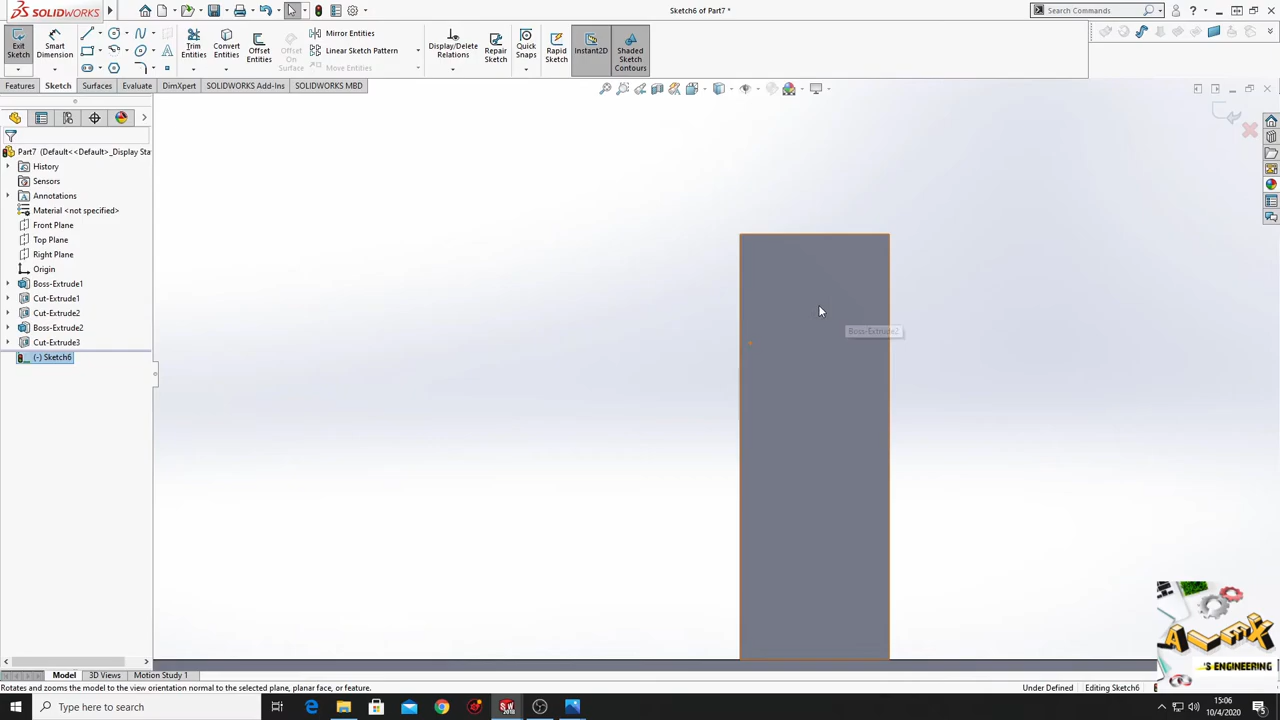 SOLIDWORKS
Sketch6 of Part7 *
Search Commands
Exit Sketch
Smart Dimension
Trim Entities
Convert Entities
Offset Entities
Offset On Surface
Mirror Entities
Linear Sketch Pattern
Move Entities
Display/Delete Relations
Repair Sketch
Quick Snaps
Rapid Sketch
Instant2D
Shaded Sketch Contours
Features
Sketch
Surfaces
Evaluate
DimXpert
SOLIDWORKS Add-Ins
SOLIDWORKS MBD
Part7 (Default<<Default>_Display Sta
History
Sensors
Annotations
Material <not specified>
Front Plane
Top Plane
Right Plane
Origin
Boss-Extrude1
Cut-Extrude1
Cut-Extrude2
Boss-Extrude2
Cut-Extrude3
(-) Sketch6
Boss-Extrude2
ALEX
'S ENGINEERING
Model
3D Views
Motion Study 1
Rotates and zooms the model to the view orientation normal to the selected plane, planar face, or feature.
Under Defined
Editing Sketch6
Type here to search
15:06
10/4/2020